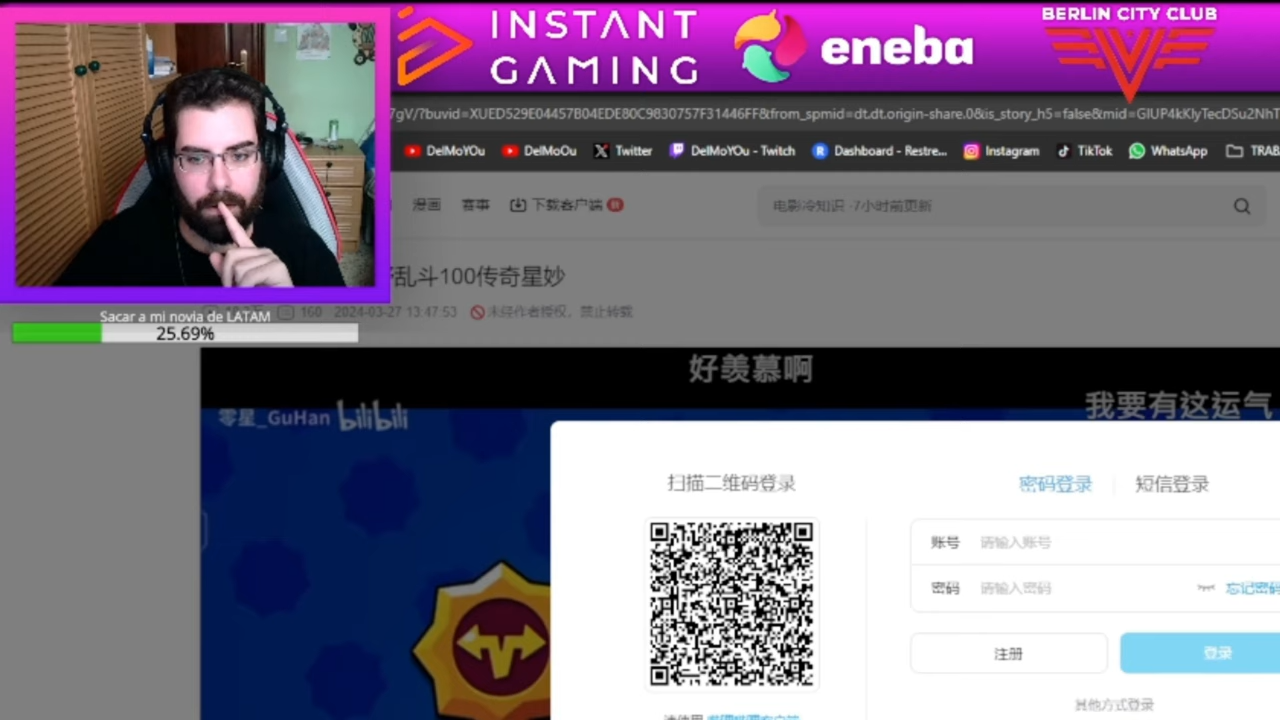 INSTANT GAMING
eneba
BERLIN CITY CLUB
7gV/?buvid=XUED529E04457B04EDE80C9830757F31446FF&from_spmid=dt.dt.origin-share.0&is_story_h5=false&mid=GlUP4kKlyTecDSu2NhT
DelMoYOu DelMoOu Twitter DelMoYOu - Twitch Dashboard - Restre... Instagram TikTok WhatsApp TRAB
漫画 赛事 下载客户端
电影冷知识 ·7小时前更新
乱斗100传奇星妙
160 2024-03-27 13:47:53 未经作者授权，禁止转载
Sacar a mi novia de LATAM
25.69%
好羡慕啊
我要有这运气
零星_GuHan bilibili
扫描二维码登录
密码登录 短信登录
账号 请输入账号
密码 请输入密码 忘记密码
注册 登录
其他方式登录